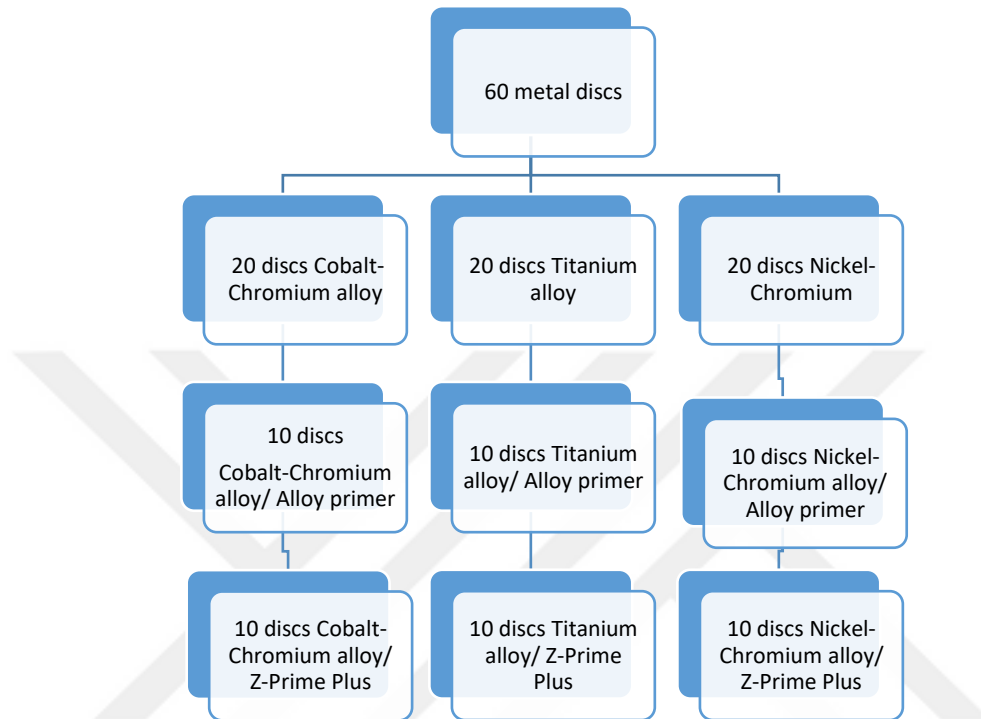 60 metal discs
20 discs Cobalt-
Chromium alloy
20 discs Titanium
alloy
20 discs Nickel-
Chromium
10 discs
Cobalt-Chromium
alloy/ Alloy primer
10 discs Titanium
alloy/ Alloy primer
10 discs Nickel-
Chromium alloy/
Alloy primer
10 discs Cobalt-
Chromium alloy/
Z-Prime Plus
10 discs Titanium
alloy/ Z-Prime
Plus
10 discs Nickel-
Chromium alloy/
Z-Prime Plus